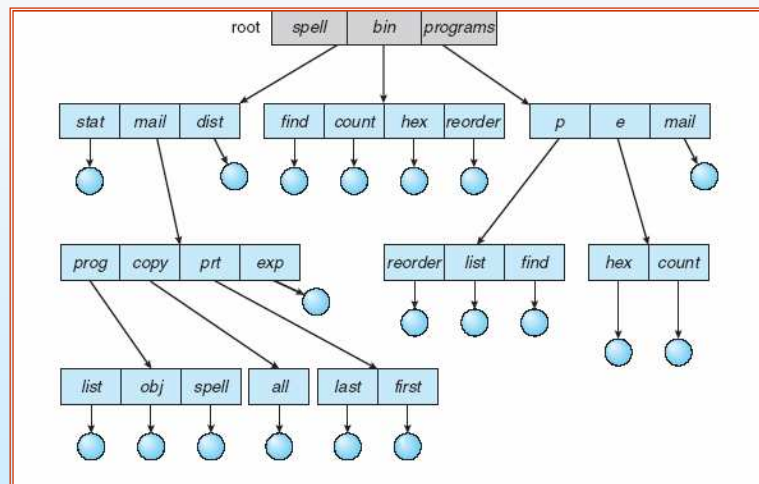 root spell bin programs
stat mail dist find count hex reorder p e mail
prog copy prt exp reorder list find hex count
list obj spell all last first